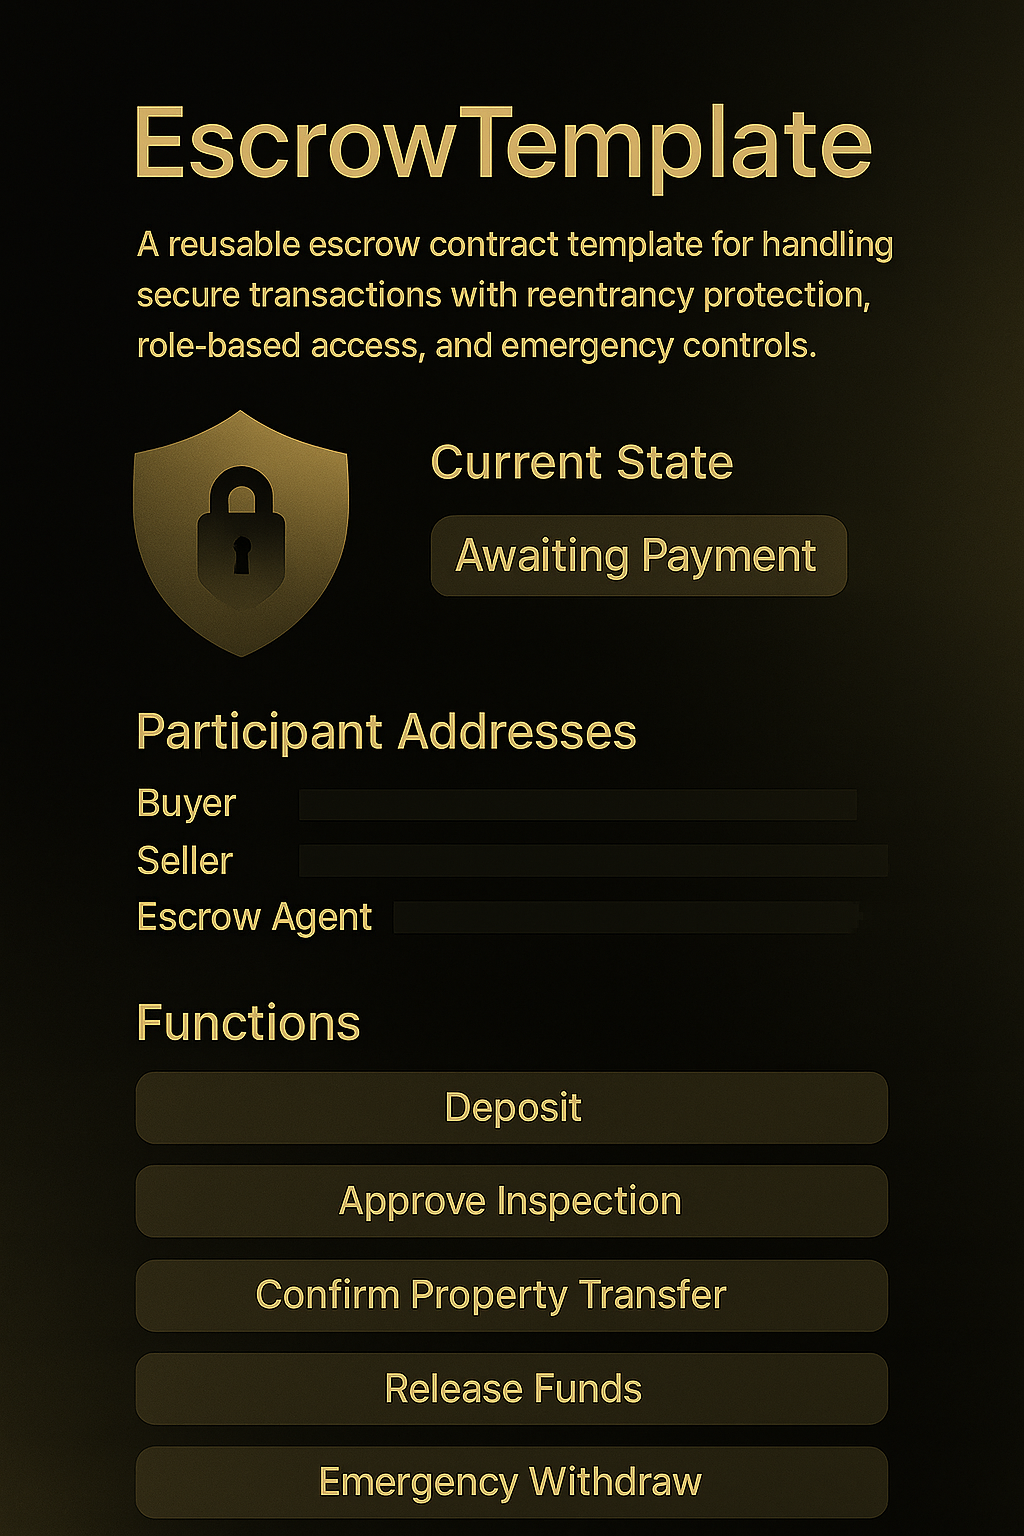 EscrowTemplate
A reusable escrow contract template for handling
secure transactions with reentrancy protection,
role-based access, and emergency controls.
Current State
Awaiting Payment
Participant Addresses
Buyer
Seller
Escrow Agent
Functions
Deposit
Approve Inspection
Confirm Property Transfer
Release Funds
Emergency Withdraw